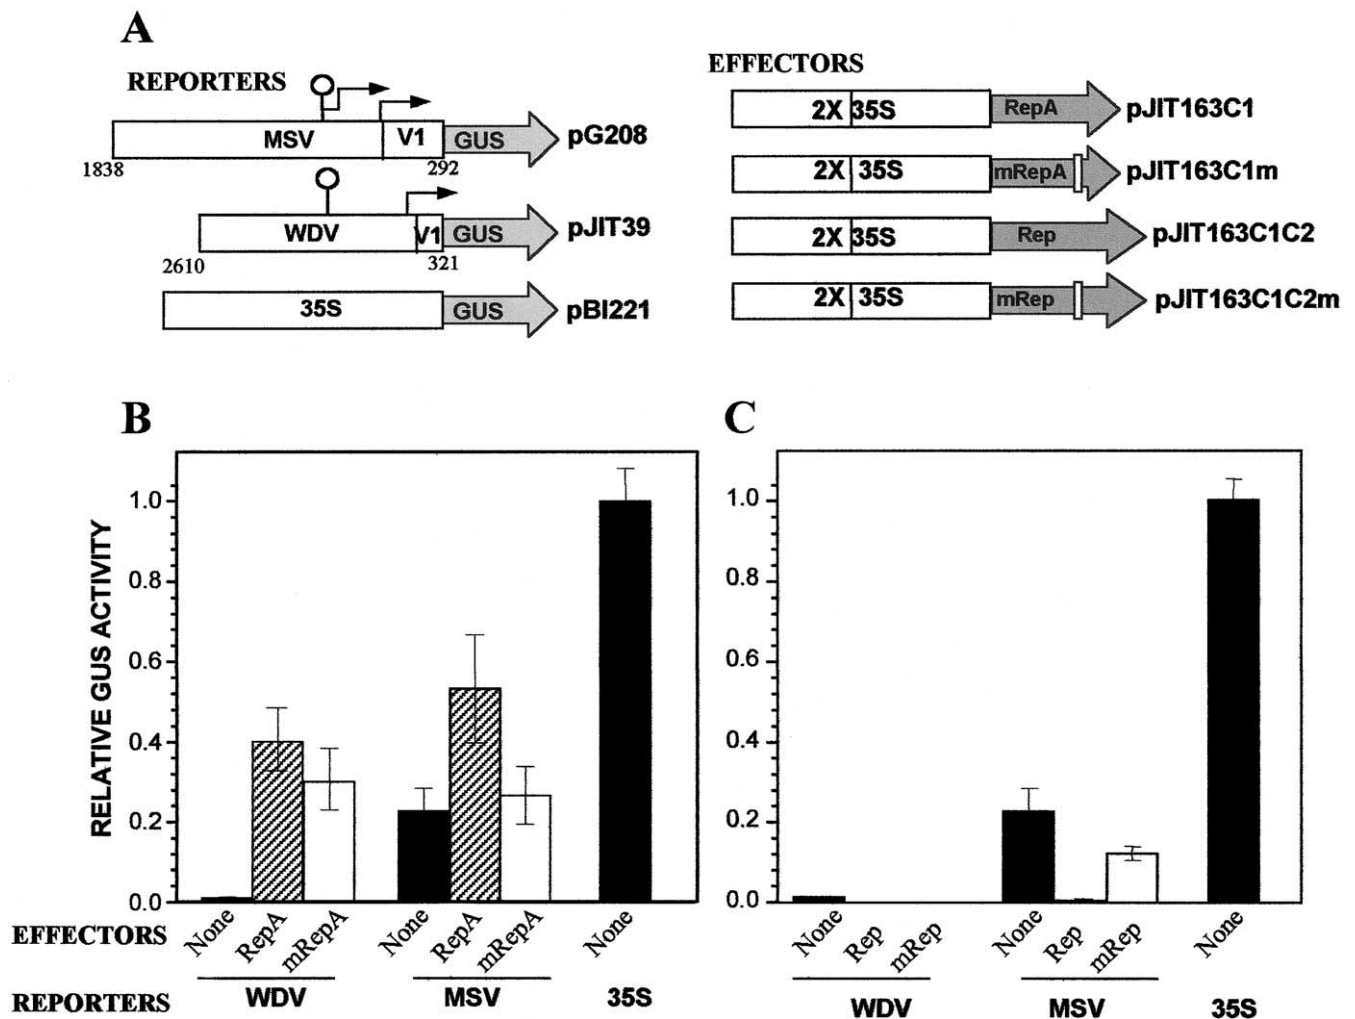 A
REPORTERS
MSV V1 GUS pG208
1838 292
WDV V1 GUS pJIT39
2610 321
35S GUS pBI221
EFFECTORS
2X 35S RepA pJIT163C1
2X 35S mRepA pJIT163C1m
2X 35S Rep pJIT163C1C2
2X 35S mRep pJIT163C1C2m
B
RELATIVE GUS ACTIVITY
1.0
0.8
0.6
0.4
0.2
0.0
EFFECTORS None RepA mRepA None RepA mRepA None
REPORTERS WDV MSV 35S
C
1.0
0.8
0.6
0.4
0.2
0.0
None Rep mRep None Rep mRep None
WDV MSV 35S